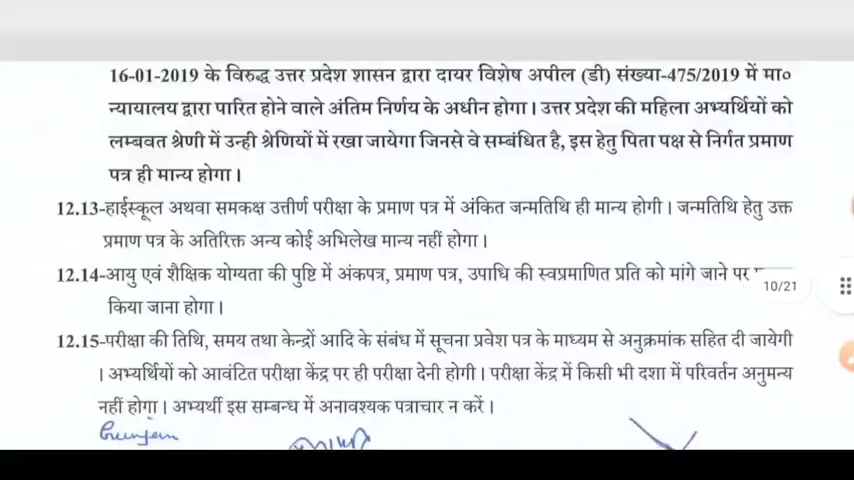 16-01-2019 के विरुद्ध उत्तर प्रदेश शासन द्वारा दायर विशेष अपील (डी) संख्या-475/2019 में मा०
न्यायालय द्वारा पारित होने वाले अंतिम निर्णय के अधीन होगा। उत्तर प्रदेश की महिला अभ्यर्थियों को
लम्बवत श्रेणी में उन्ही श्रेणियों में रखा जायेगा जिनसे वे सम्बंधित है, इस हेतु पिता पक्ष से निर्गत प्रमाण
पत्र ही मान्य होगा।
12.13-हाईस्कूल अथवा समकक्ष उत्तीर्ण परीक्षा के प्रमाण पत्र में अंकित जन्मतिथि ही मान्य होगी। जन्मतिथि हेतु उक्त
प्रमाण पत्र के अतिरिक्त अन्य कोई अभिलेख मान्य नहीं होगा।
12.14-आयु एवं शैक्षिक योग्यता की पुष्टि में अंकपत्र, प्रमाण पत्र, उपाधि की स्वप्रमाणित प्रति को मांगे जाने पर
10/21
किया जाना होगा।
12.15-परीक्षा की तिथि, समय तथा केन्द्रों आदि के संबंध में सूचना प्रवेश पत्र के माध्यम से अनुक्रमांक सहित दी जायेगी
। अभ्यर्थियों को आवंटित परीक्षा केंद्र पर ही परीक्षा देनी होगी। परीक्षा केंद्र में किसी भी दशा में परिवर्तन अनुमन्य
नहीं होगा। अभ्यर्थी इस सम्बन्ध में अनावश्यक पत्राचार न करें।
Gunjan